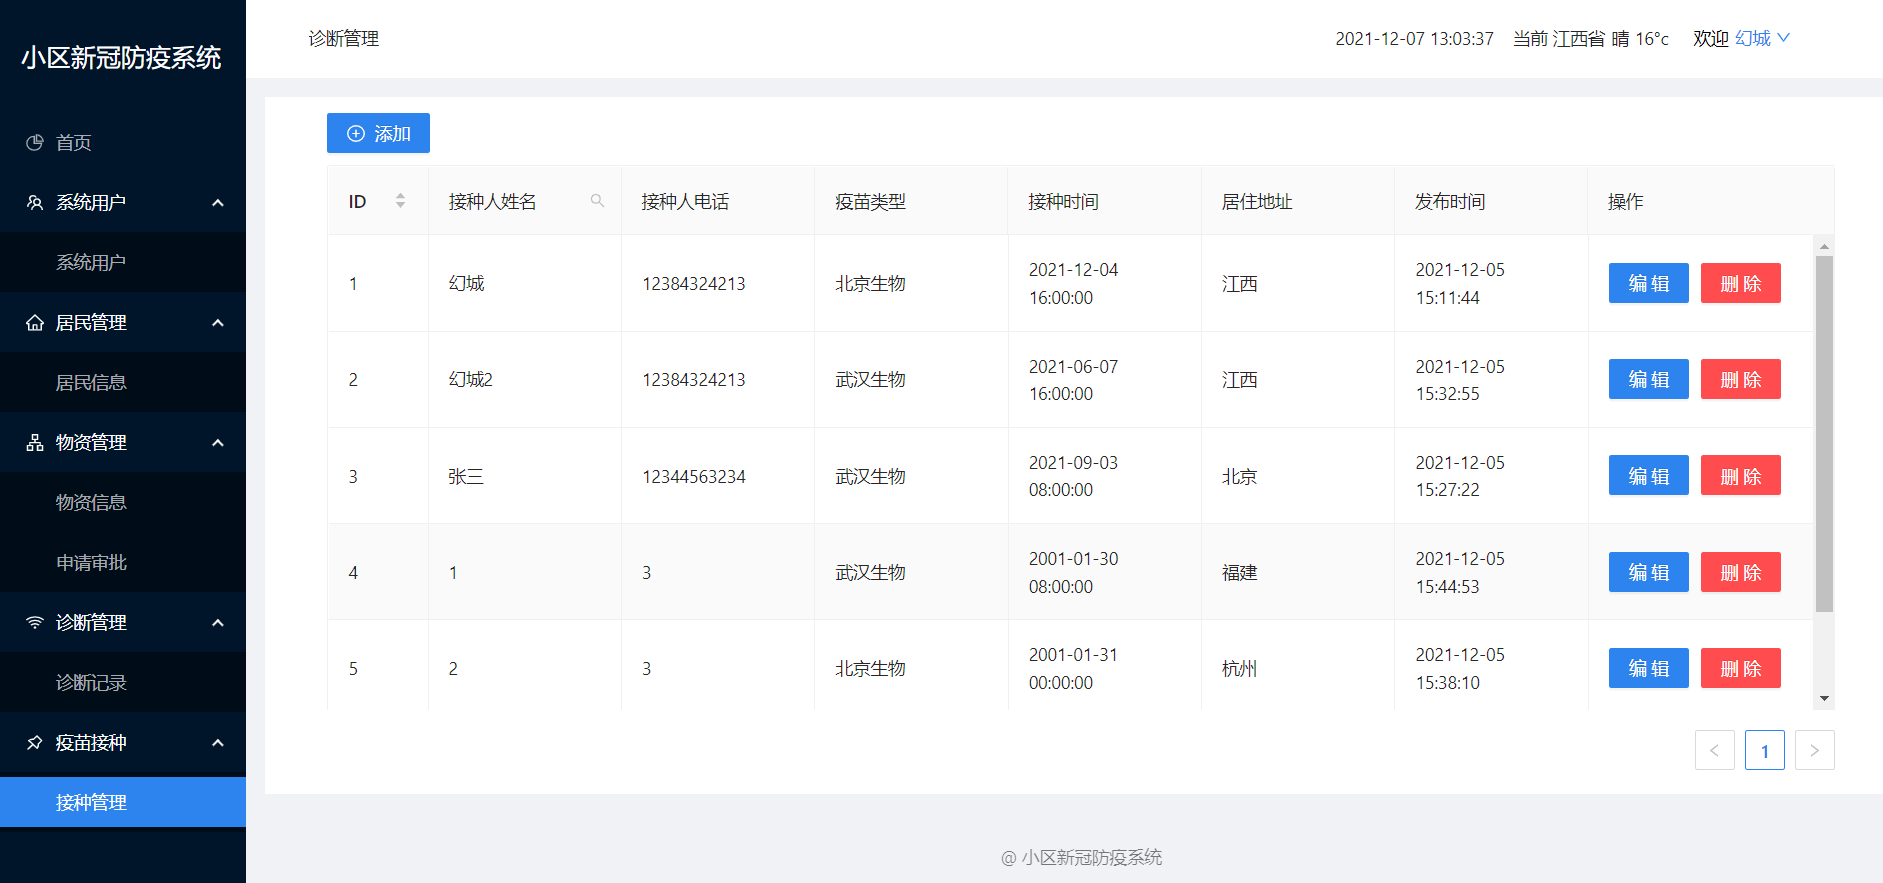 小区新冠防疫系统
首页
系统用户
系统用户
居民管理
居民信息
物资管理
物资信息
申请审批
诊断管理
诊断记录
疫苗接种
接种管理
诊断管理 2021-12-07 13:03:37 当前 江西省 晴 16°c 欢迎 幻城
添加
ID 接种人姓名 接种人电话 疫苗类型 接种时间 居住地址 发布时间 操作
1 幻城 12384324213 北京生物 2021-12-04 16:00:00 江西 2021-12-05 15:11:44 编辑 删除
2 幻城2 12384324213 武汉生物 2021-06-07 16:00:00 江西 2021-12-05 15:32:55 编辑 删除
3 张三 12344563234 武汉生物 2021-09-03 08:00:00 北京 2021-12-05 15:27:22 编辑 删除
4 1 3 武汉生物 2001-01-30 08:00:00 福建 2021-12-05 15:44:53 编辑 删除
5 2 3 北京生物 2001-01-31 00:00:00 杭州 2021-12-05 15:38:10 编辑 删除
< 1 >
@ 小区新冠防疫系统